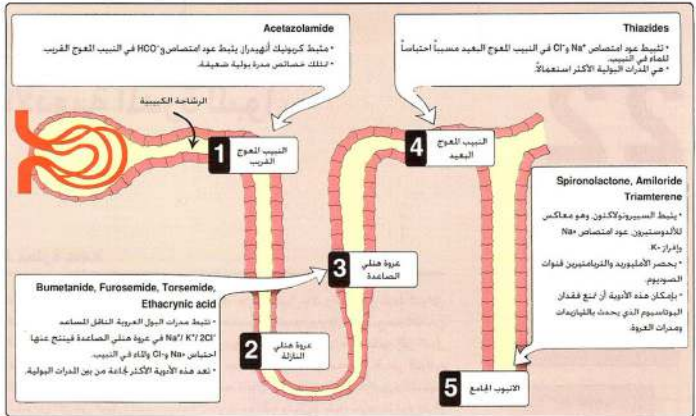 Acetazolamide
• مثبط كربونيك أنهيدراز. يثبط عود امتصاص HCO₃⁻ في النبيب المعوج القريب.
• تمتلك خصائص مدرة بولية ضعيفة.
Thiazides
• تثبيط عود امتصاص Na⁺ و Cl⁻ في النبيب المعوج البعيد مسبباً احتباساً
للماء في النبيب.
• هي المدرات البولية الأكثر استعمالاً.
الرشاحة الكبيبية
1
النبيب المعوج
القريب
4
النبيب المعوج
البعيد
Spironolactone, Amiloride
Triamterene
• يثبط السبيرونولاكتون، وهو معاكس
للألدوستيرون، عود امتصاص Na⁺
وإفراز K⁺.
• يحصر الأميلوريد والتريامتيرين قنوات
الصوديوم.
• بإمكان هذه الأدوية أن تمنع فقدان
البوتاسيوم الذي يحدث بالتيازيدات
ومدرات العروة.
3
عروة هنلي
الصاعدة
Bumetanide, Furosemide, Torsemide,
Ethacrynic acid
• تثبط مدرات البول العروية الناقل المساعد
Na⁺/ K⁺/ 2Cl⁻ في عروة هنلي الصاعدة فينتج عنها
احتباس Na⁺ و Cl⁻ والماء في النبيب.
• تعد هذه الأدوية الأكثر نجاعة من بين المدرات البولية.
2
عروة هنلي
النازلة
5
الانبوب الجامع